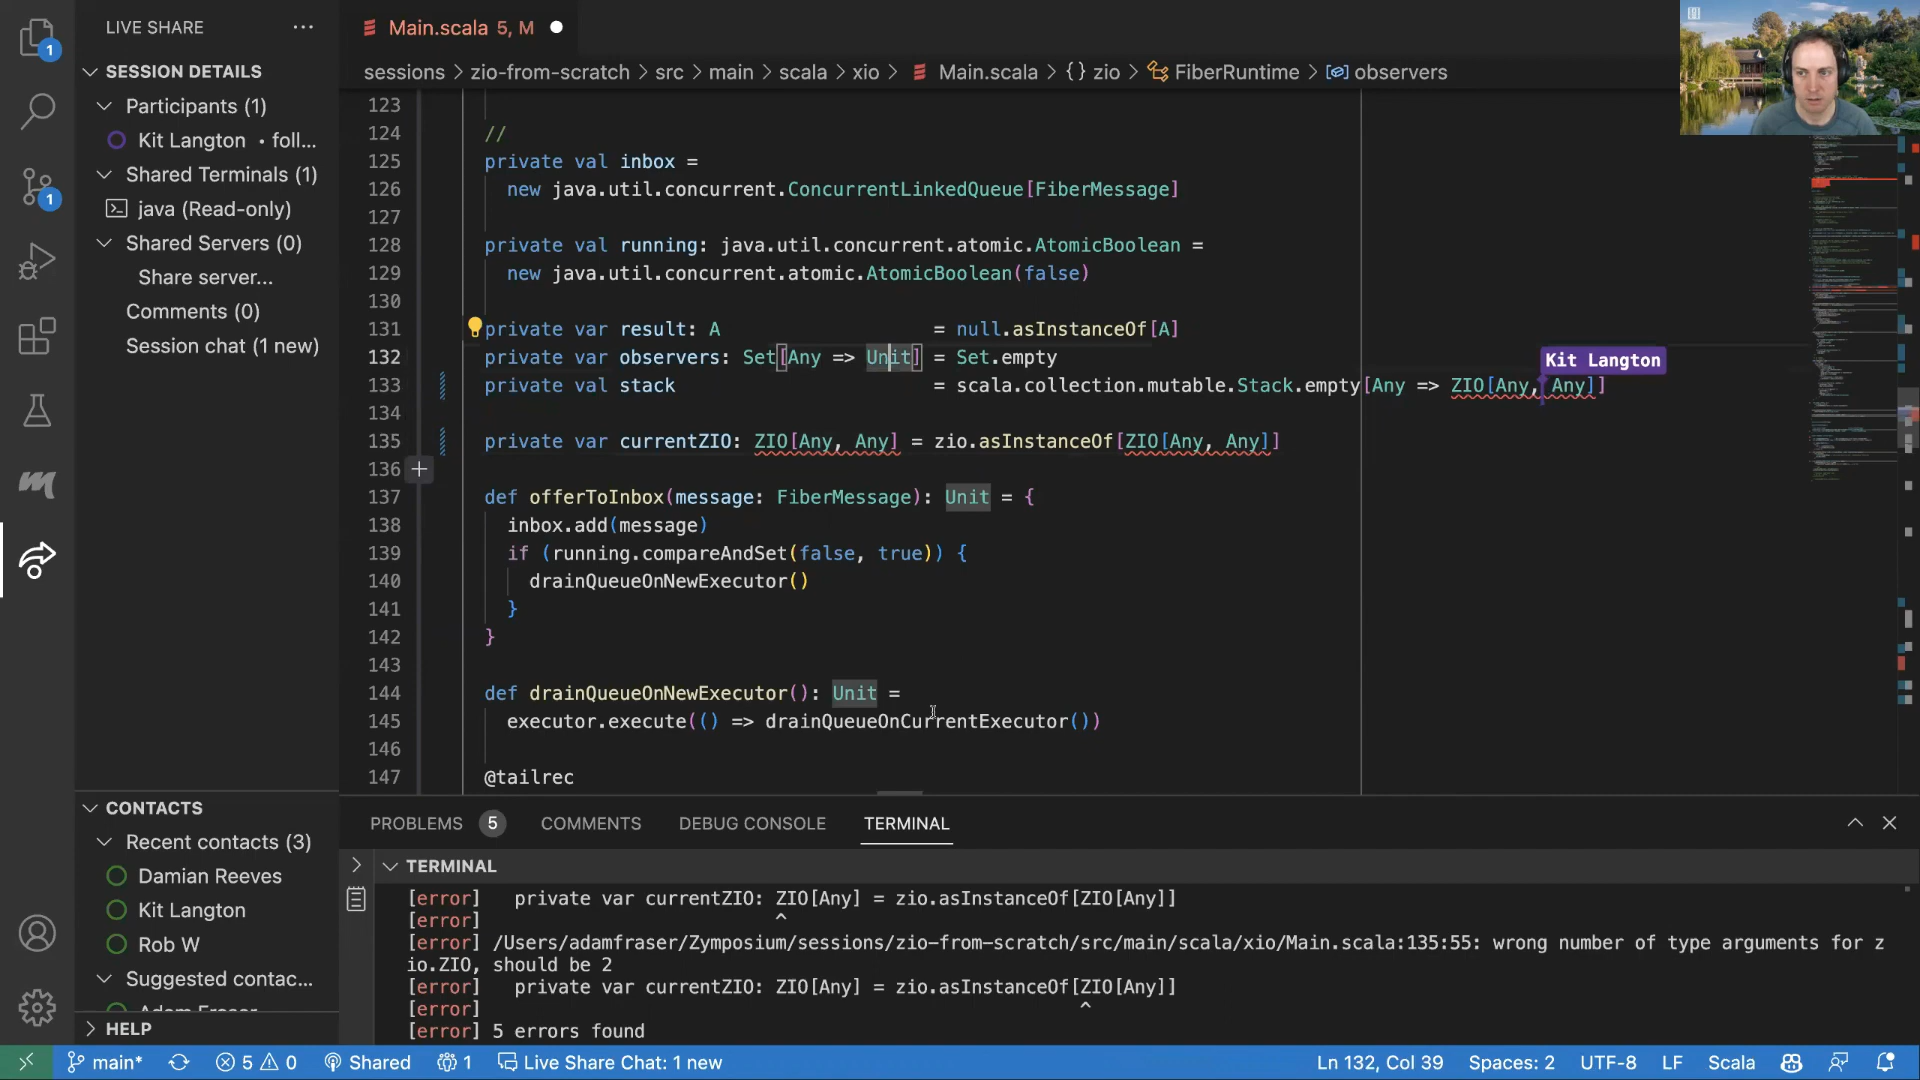 LIVE SHARE
SESSION DETAILS
Participants (1)
Kit Langton • foll...
Shared Terminals (1)
java (Read-only)
Shared Servers (0)
Share server...
Comments (0)
Session chat (1 new)
CONTACTS
Recent contacts (3)
Damian Reeves
Kit Langton
Rob W
Suggested contac...
HELP
1
1
Main.scala 5, M
sessions > zio-from-scratch > src > main > scala > xio > Main.scala > {} zio > FiberRuntime > observers
123
124 //
125 private val inbox =
126 new java.util.concurrent.ConcurrentLinkedQueue[FiberMessage]
127
128 private val running: java.util.concurrent.atomic.AtomicBoolean =
129 new java.util.concurrent.atomic.AtomicBoolean(false)
130
131 private var result: A = null.asInstanceOf[A]
132 private var observers: Set[Any => Unit] = Set.empty
Kit Langton
133 private val stack = scala.collection.mutable.Stack.empty[Any => ZIO[Any, Any]]
134
135 private var currentZIO: ZIO[Any, Any] = zio.asInstanceOf[ZIO[Any, Any]]
136
137 def offerToInbox(message: FiberMessage): Unit = {
138 inbox.add(message)
139 if (running.compareAndSet(false, true)) {
140 drainQueueOnNewExecutor()
141 }
142 }
143
144 def drainQueueOnNewExecutor(): Unit =
145 executor.execute(() => drainQueueOnCurrentExecutor())
146
147 @tailrec
PROBLEMS 5 COMMENTS DEBUG CONSOLE TERMINAL
TERMINAL
[error] private var currentZIO: ZIO[Any] = zio.asInstanceOf[ZIO[Any]]
[error] ^
[error] /Users/adamfraser/Zymposium/sessions/zio-from-scratch/src/main/scala/xio/Main.scala:135:55: wrong number of type arguments for z
io.ZIO, should be 2
[error] private var currentZIO: ZIO[Any] = zio.asInstanceOf[ZIO[Any]]
[error] ^
[error] 5 errors found
main* 5 0 Shared 1 Live Share Chat: 1 new Ln 132, Col 39 Spaces: 2 UTF-8 LF Scala